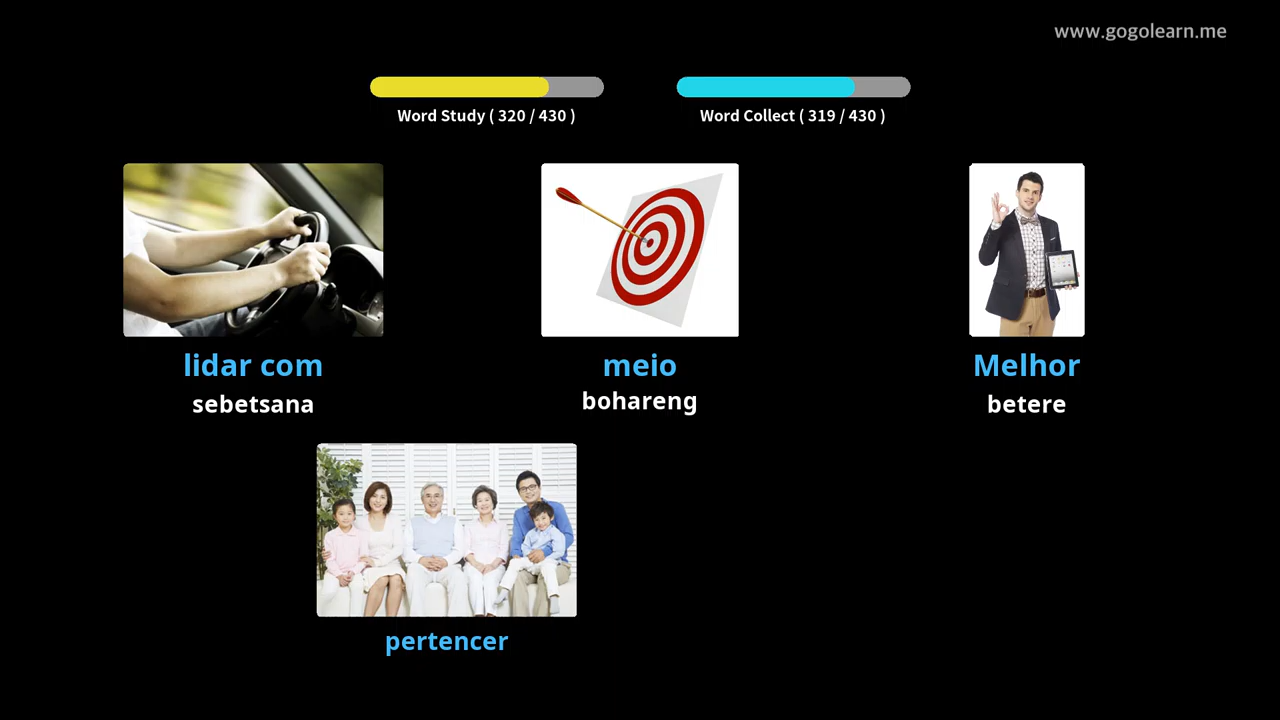 www.gogolearn.me
Word Study ( 320 / 430 )
Word Collect ( 319 / 430 )
lidar com
sebetsana
meio
bohareng
Melhor
betere
pertencer